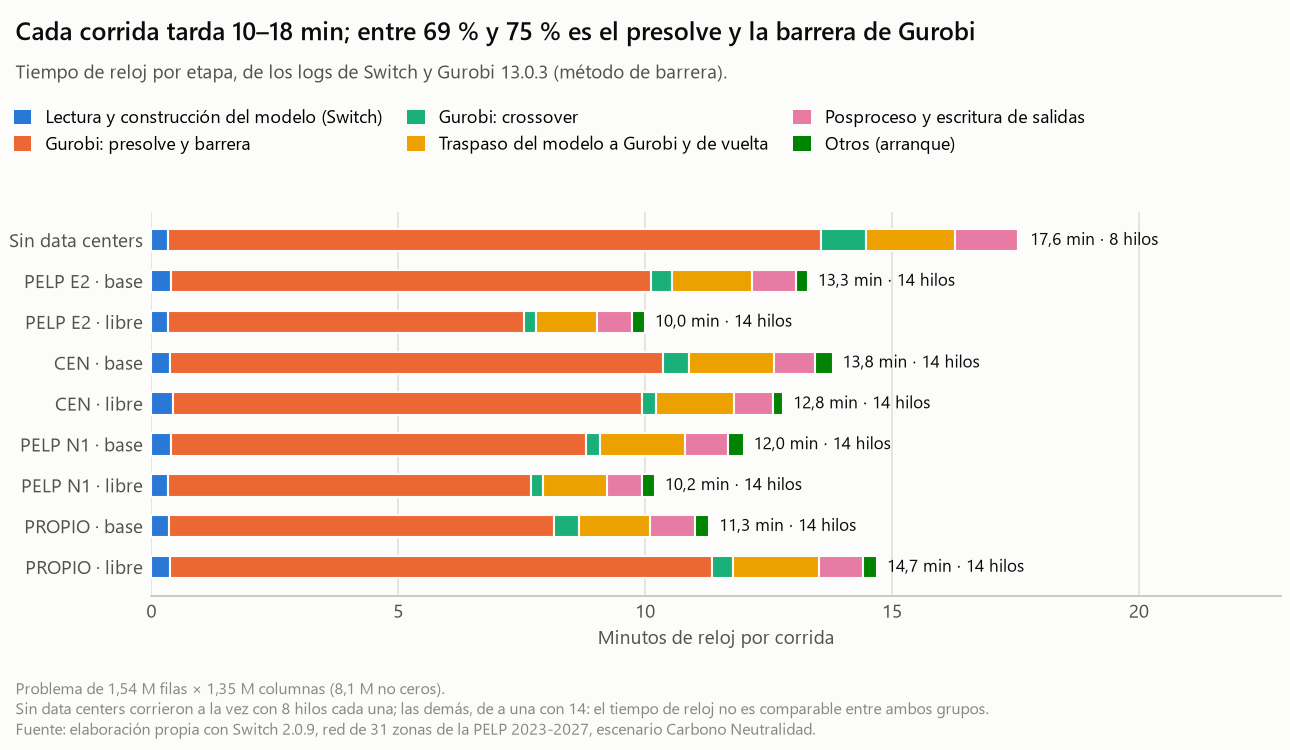 Cada corrida tarda 10–18 min; entre 69 % y 75 % es el presolve y la barrera de Gurobi
Tiempo de reloj por etapa, de los logs de Switch y Gurobi 13.0.3 (método de barrera).
Lectura y construcción del modelo (Switch)
Gurobi: crossover
Posproceso y escritura de salidas
Gurobi: presolve y barrera
Traspaso del modelo a Gurobi y de vuelta
Otros (arranque)
Sin data centers
17,6 min · 8 hilos
PELP E2 · base
13,3 min · 14 hilos
PELP E2 · libre
10,0 min · 14 hilos
CEN · base
13,8 min · 14 hilos
CEN · libre
12,8 min · 14 hilos
PELP N1 · base
12,0 min · 14 hilos
PELP N1 · libre
10,2 min · 14 hilos
PROPIO · base
11,3 min · 14 hilos
PROPIO · libre
14,7 min · 14 hilos
0 5 10 15 20
Minutos de reloj por corrida
Problema de 1,54 M filas × 1,35 M columnas (8,1 M no ceros).
Sin data centers corrieron a la vez con 8 hilos cada una; las demás, de a una con 14: el tiempo de reloj no es comparable entre ambos grupos.
Fuente: elaboración propia con Switch 2.0.9, red de 31 zonas de la PELP 2023-2027, escenario Carbono Neutralidad.